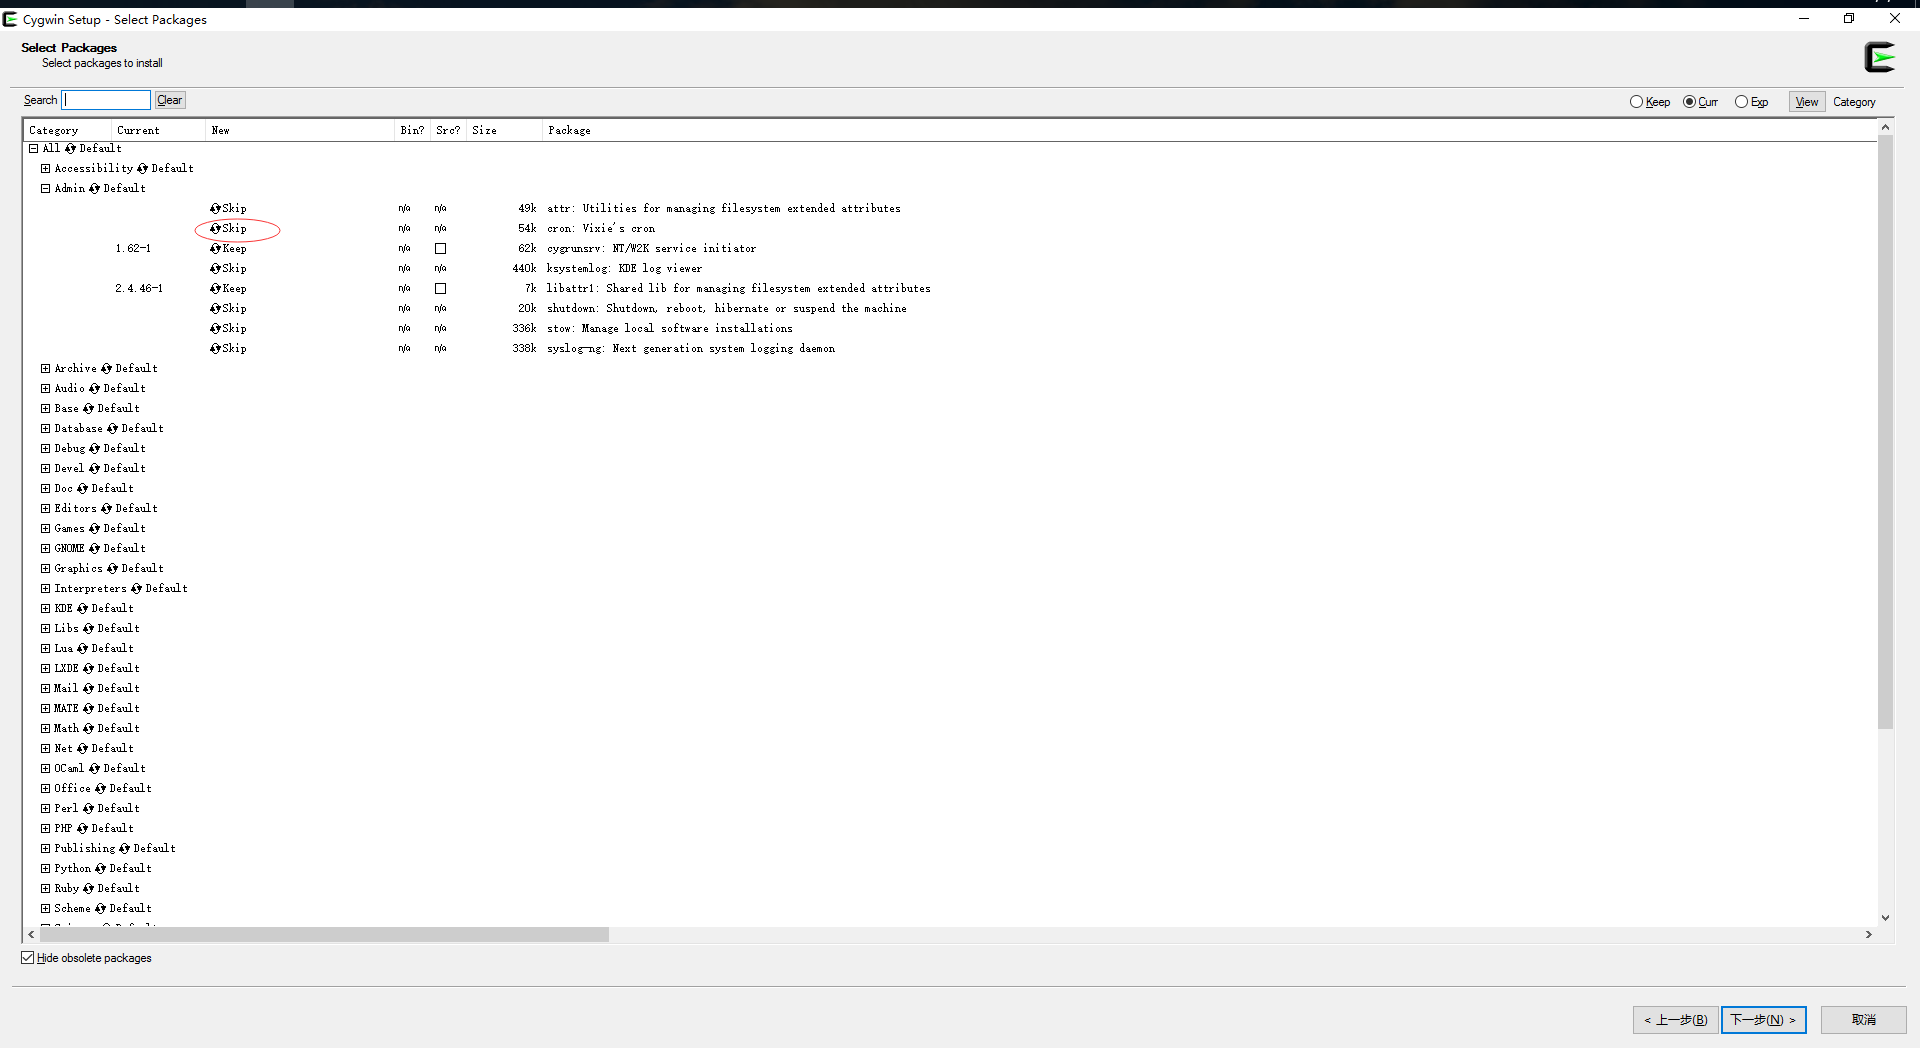 Cygwin Setup - Select Packages
Select Packages
Select packages to install
Search Clear Keep Curr Exp View Category
Category Current New Bin? Src? Size Package
All Default
Accessibility Default
Admin Default
Skip n/a n/a 49k attr: Utilities for managing filesystem extended attributes
Skip n/a n/a 54k cron: Vixie's cron
1.62-1 Keep n/a 62k cygrunsrv: NT/W2K service initiator
Skip n/a n/a 440k ksystemlog: KDE log viewer
2.4.46-1 Keep n/a 7k libattr1: Shared lib for managing filesystem extended attributes
Skip n/a n/a 20k shutdown: Shutdown, reboot, hibernate or suspend the machine
Skip n/a n/a 336k stow: Manage local software installations
Skip n/a n/a 338k syslog-ng: Next generation system logging daemon
Archive Default
Audio Default
Base Default
Database Default
Debug Default
Devel Default
Doc Default
Editors Default
Games Default
GNOME Default
Graphics Default
Interpreters Default
KDE Default
Libs Default
Lua Default
LXDE Default
Mail Default
MATE Default
Math Default
Net Default
OCaml Default
Office Default
Perl Default
PHP Default
Publishing Default
Python Default
Ruby Default
Scheme Default
Hide obsolete packages
< 上一步(B) 下一步(N) > 取消